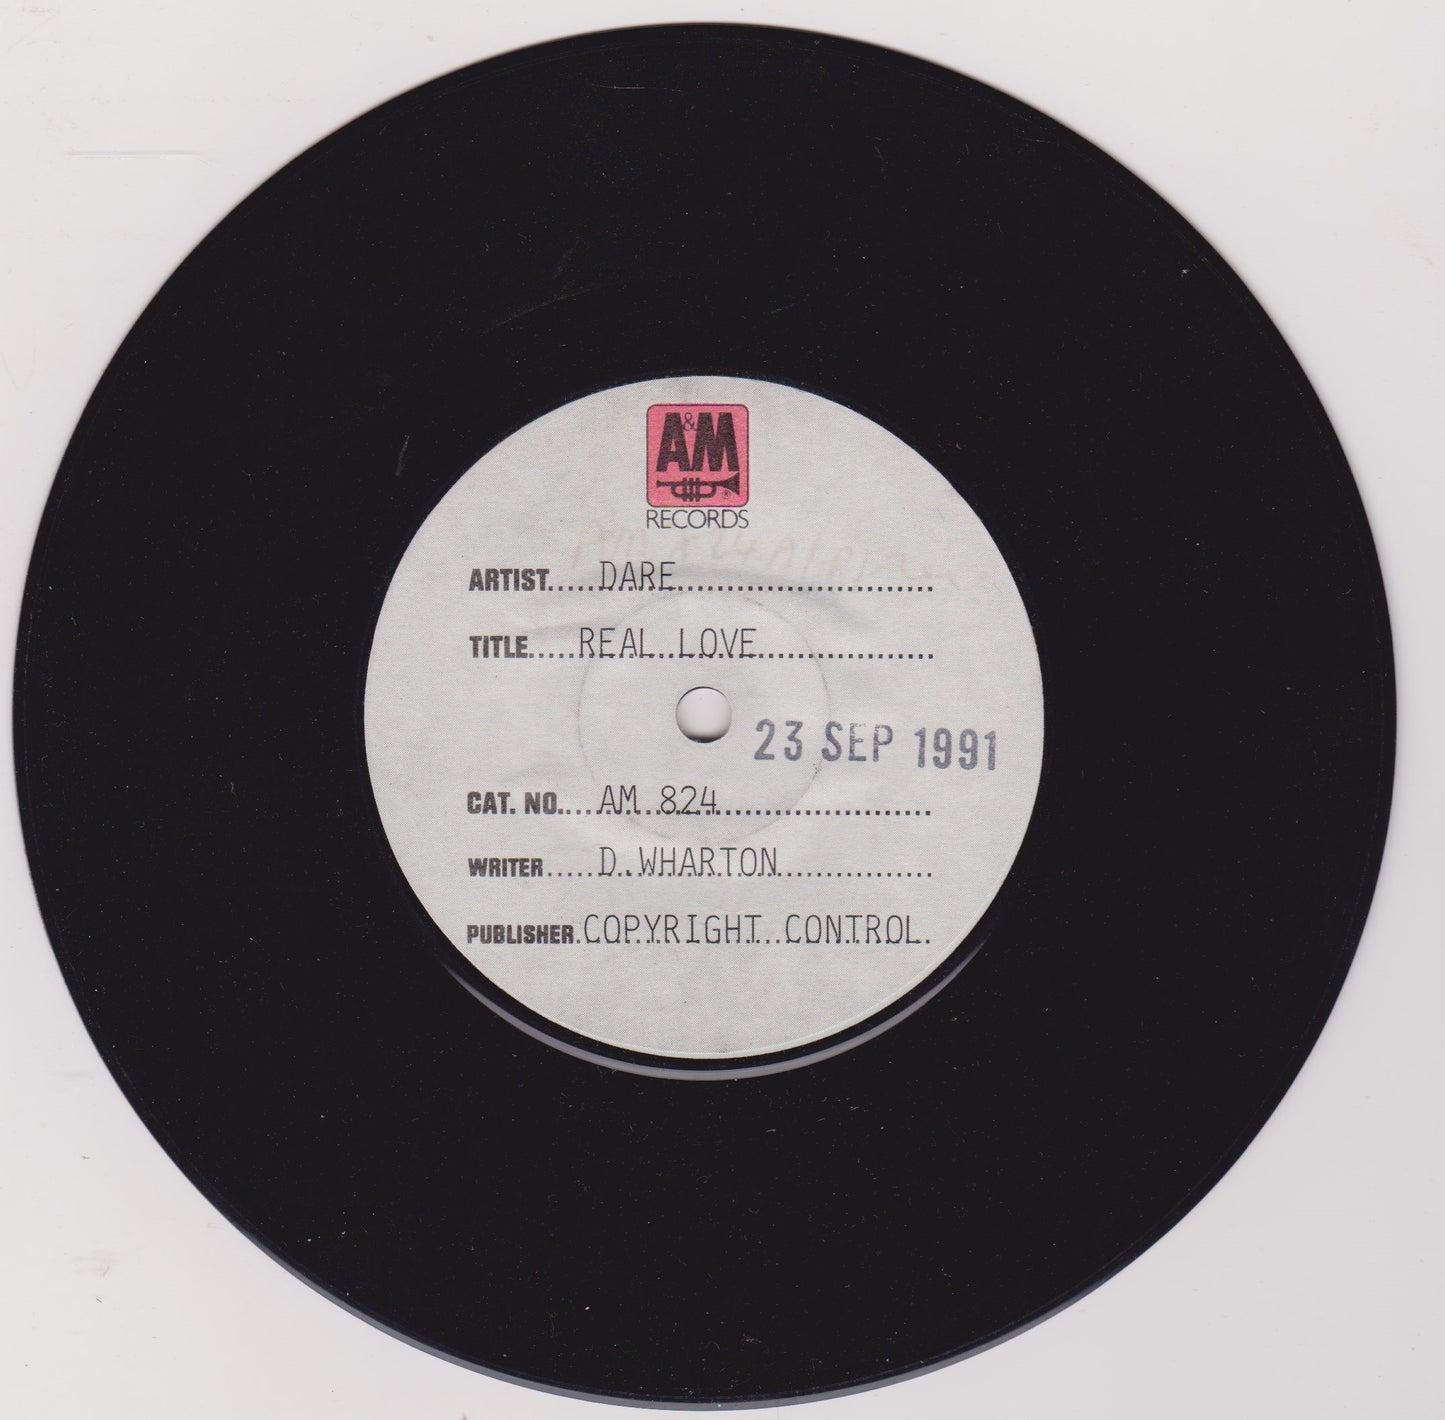 A&M
RECORDS
ARTIST.....DARE..........................
TITLE.....REAL LOVE..................
23 SEP 1991
CAT. NO....AM 824......................
WRITER.....D. WHARTON................
PUBLISHER.COPYRIGHT CONTROL.